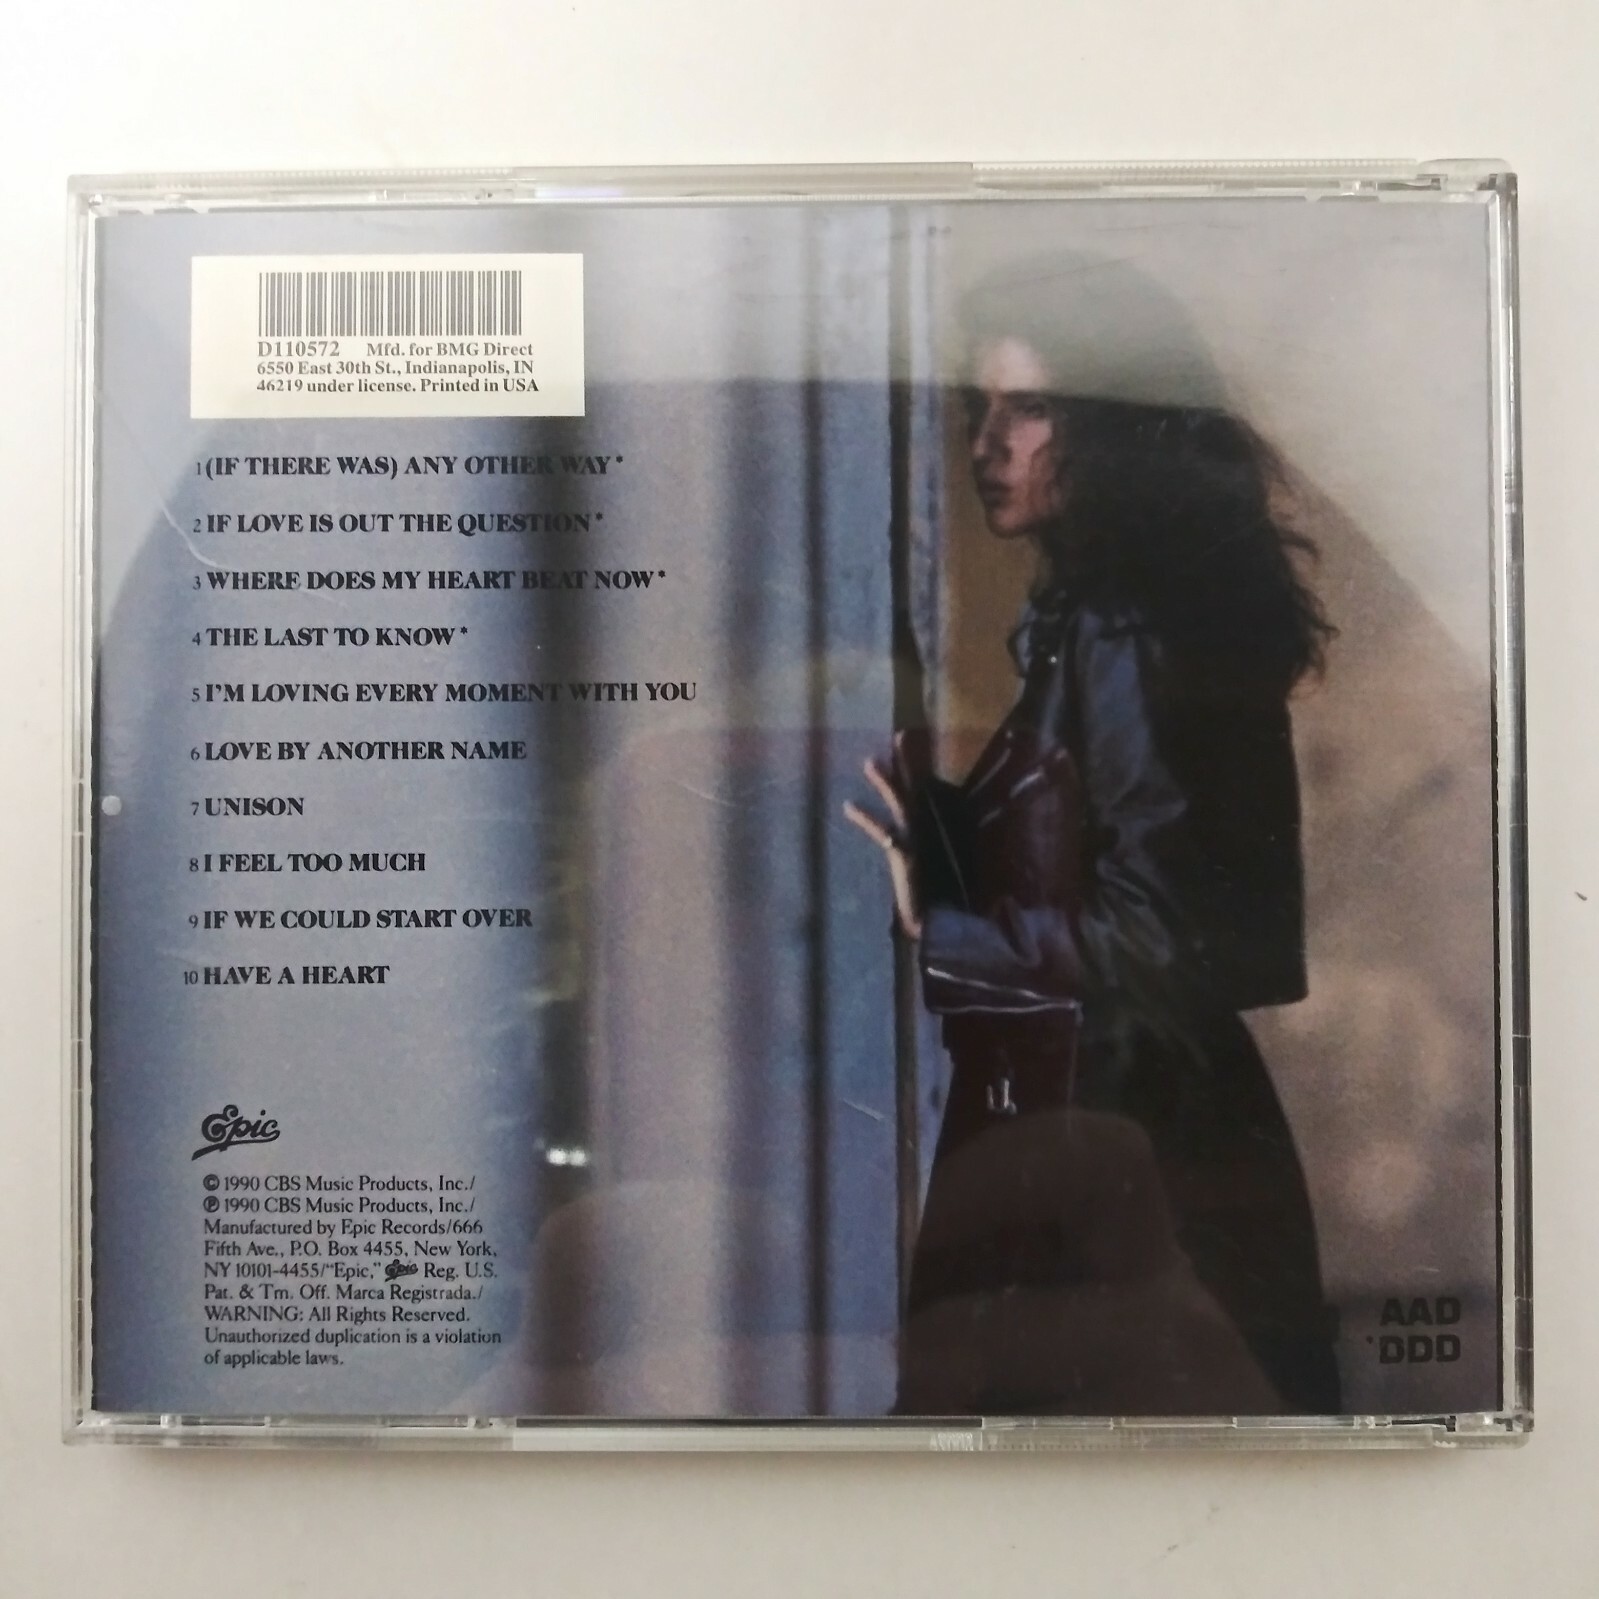 D110572 Mfd. for BMG Direct
6550 East 30th St., Indianapolis, IN
46219 under license. Printed in USA
1 (IF THERE WAS) ANY OTHER WAY*
2 IF LOVE IS OUT THE QUESTION*
3 WHERE DOES MY HEART BEAT NOW*
4 THE LAST TO KNOW*
5 I'M LOVING EVERY MOMENT WITH YOU
6 LOVE BY ANOTHER NAME
7 UNISON
8 I FEEL TOO MUCH
9 IF WE COULD START OVER
10 HAVE A HEART
Epic
© 1990 CBS Music Products, Inc./
℗ 1990 CBS Music Products, Inc./
Manufactured by Epic Records/666
Fifth Ave., P.O. Box 4455, New York,
NY 10101-4455/"Epic," Epic Reg. U.S.
Pat. & Tm. Off. Marca Registrada./
WARNING: All Rights Reserved.
Unauthorized duplication is a violation
of applicable laws.
AAD
*DDD